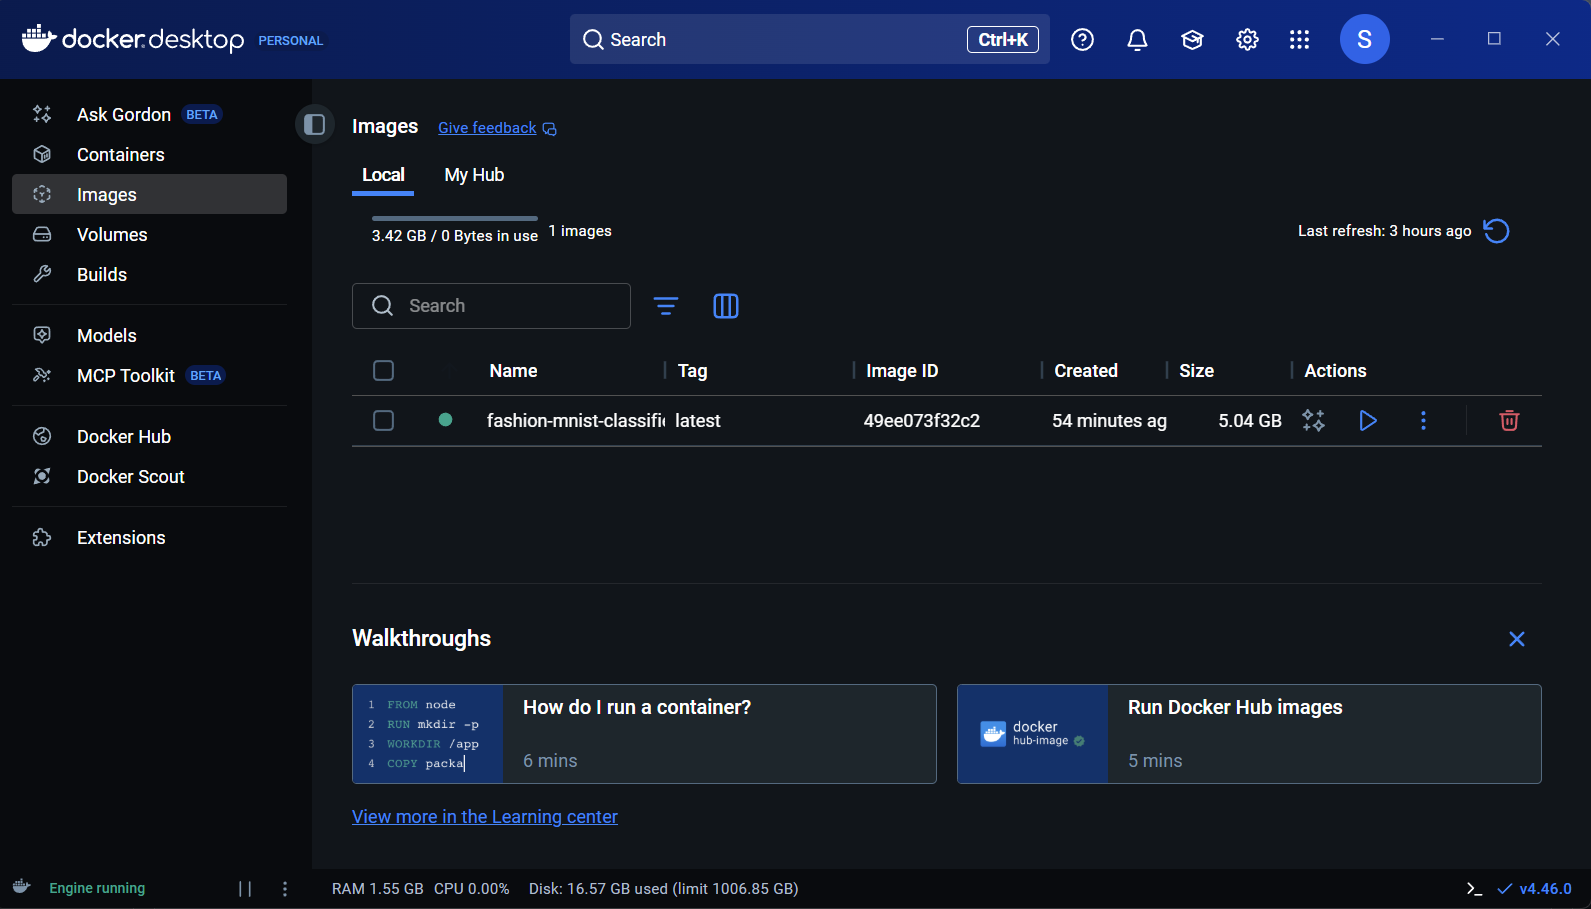 docker.desktop PERSONAL
Search Ctrl+K
S
Ask Gordon BETA
Containers
Images
Volumes
Builds
Models
MCP Toolkit BETA
Docker Hub
Docker Scout
Extensions
Images Give feedback
Local My Hub
3.42 GB / 0 Bytes in use 1 images
Last refresh: 3 hours ago
Search
Name Tag Image ID Created Size Actions
fashion-mnist-classifi latest 49ee073f32c2 54 minutes ag 5.04 GB
Walkthroughs
1 FROM node
2 RUN mkdir -p
3 WORKDIR /app
4 COPY packa
How do I run a container?
6 mins
docker
hub-image
Run Docker Hub images
5 mins
View more in the Learning center
Engine running
RAM 1.55 GB CPU 0.00% Disk: 16.57 GB used (limit 1006.85 GB)
v4.46.0